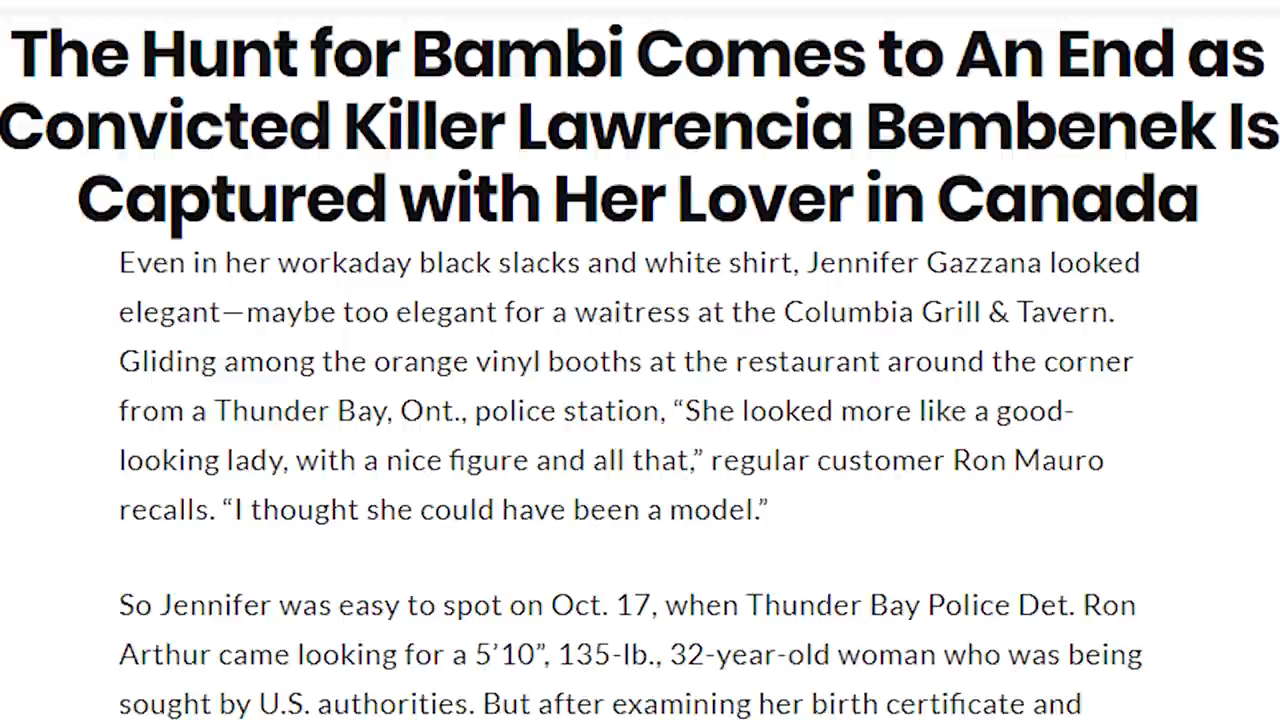 The Hunt for Bambi Comes to An End as
Convicted Killer Lawrencia Bembenek Is
Captured with Her Lover in Canada
Even in her workaday black slacks and white shirt, Jennifer Gazzana looked
elegant—maybe too elegant for a waitress at the Columbia Grill & Tavern.
Gliding among the orange vinyl booths at the restaurant around the corner
from a Thunder Bay, Ont., police station, “She looked more like a good-
looking lady, with a nice figure and all that,” regular customer Ron Mauro
recalls. “I thought she could have been a model.”
So Jennifer was easy to spot on Oct. 17, when Thunder Bay Police Det. Ron
Arthur came looking for a 5’10”, 135-lb., 32-year-old woman who was being
sought by U.S. authorities. But after examining her birth certificate and